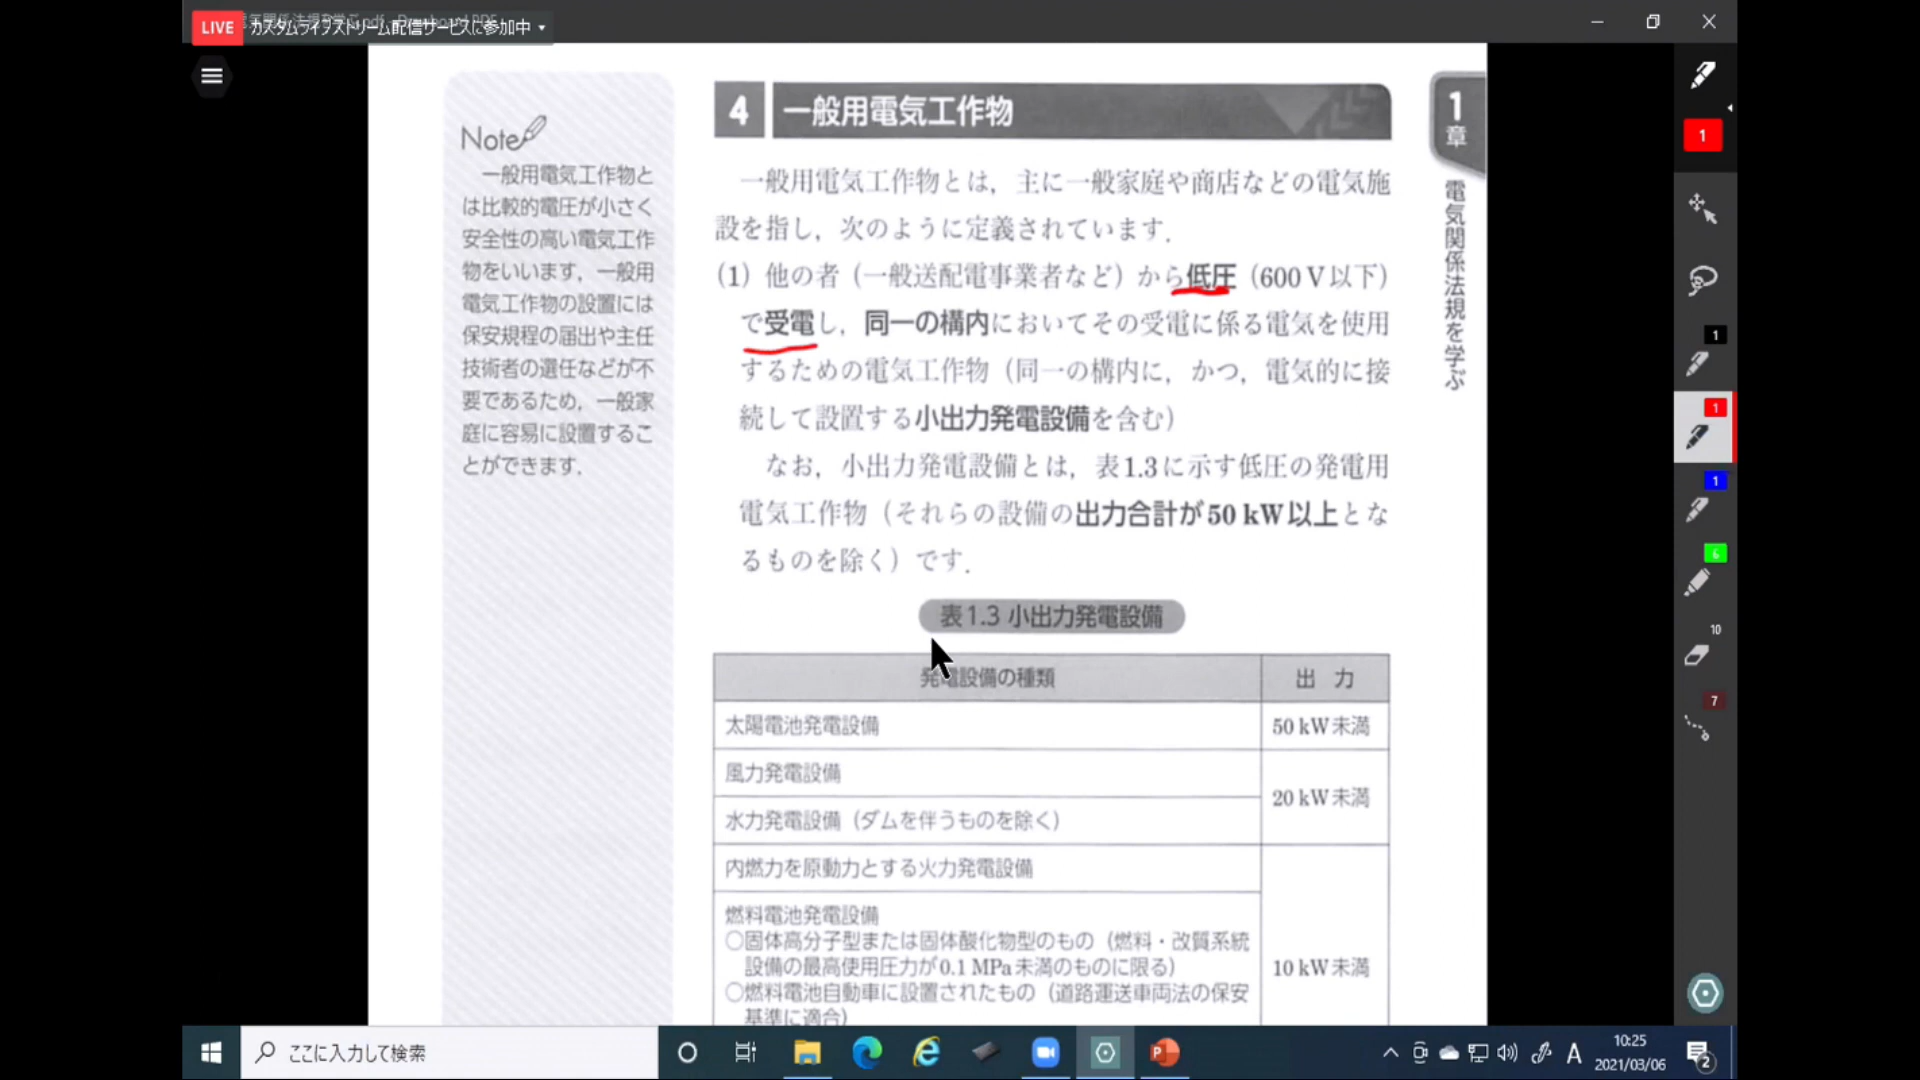 LIVE カスタムライブストリーム配信サービスに参加中
Note
一般用電気工作物と
は比較的電圧が小さく
安全性の高い電気工作
物をいいます．一般用
電気工作物の設置には
保安規程の届出や主任
技術者の選任などが不
要であるため，一般家
庭に容易に設置するこ
とができます．
4 一般用電気工作物
一般用電気工作物とは，主に一般家庭や商店などの電気施
設を指し，次のように定義されています．
(1) 他の者（一般送配電事業者など）から低圧（600 V以下）
で受電し，同一の構内においてその受電に係る電気を使用
するための電気工作物（同一の構内に，かつ，電気的に接
続して設置する小出力発電設備を含む）
なお，小出力発電設備とは，表1.3に示す低圧の発電用
電気工作物（それらの設備の出力合計が50 kW以上とな
るものを除く）です．
表1.3 小出力発電設備
発電設備の種類 出 力
太陽電池発電設備 50 kW未満
風力発電設備
20 kW未満
水力発電設備（ダムを伴うものを除く）
内燃力を原動力とする火力発電設備
燃料電池発電設備
○固体高分子型または固体酸化物型のもの（燃料・改質系統
設備の最高使用圧力が0.1 MPa未満のものに限る）
10 kW未満
○燃料電池自動車に設置されたもの（道路運送車両法の保安
基準に適合）
1
章
電気関係法規を学ぶ
1
1
1
1
6
10
7
ここに入力して検索
A
10:25
2021/03/06
2